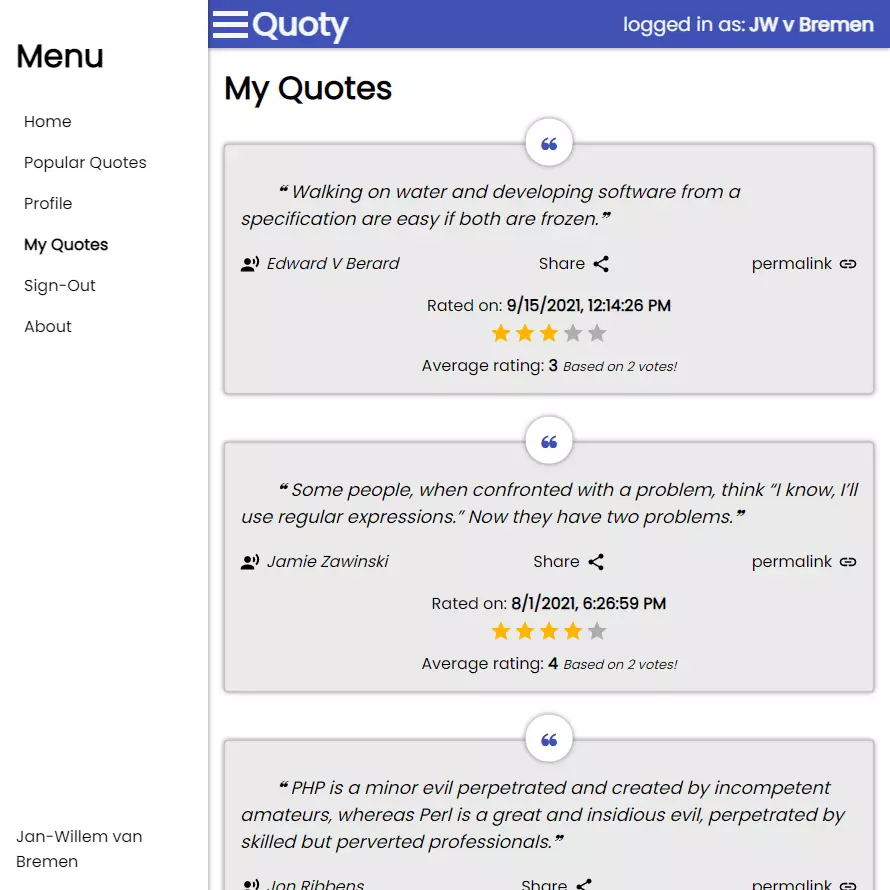 Menu
Home
Popular Quotes
Profile
My Quotes
Sign-Out
About
Jan-Willem van
Bremen
Quoty
logged in as: JW v Bremen
My Quotes
❝ Walking on water and developing software from a
specification are easy if both are frozen.❞
Edward V Berard Share permalink
Rated on: 9/15/2021, 12:14:26 PM
Average rating: 3 Based on 2 votes!
❝ Some people, when confronted with a problem, think “I know, I’ll
use regular expressions.” Now they have two problems.❞
Jamie Zawinski Share permalink
Rated on: 8/1/2021, 6:26:59 PM
Average rating: 4 Based on 2 votes!
❝ PHP is a minor evil perpetrated and created by incompetent
amateurs, whereas Perl is a great and insidious evil, perpetrated by
skilled but perverted professionals.❞
Jon Ribbens Share permalink